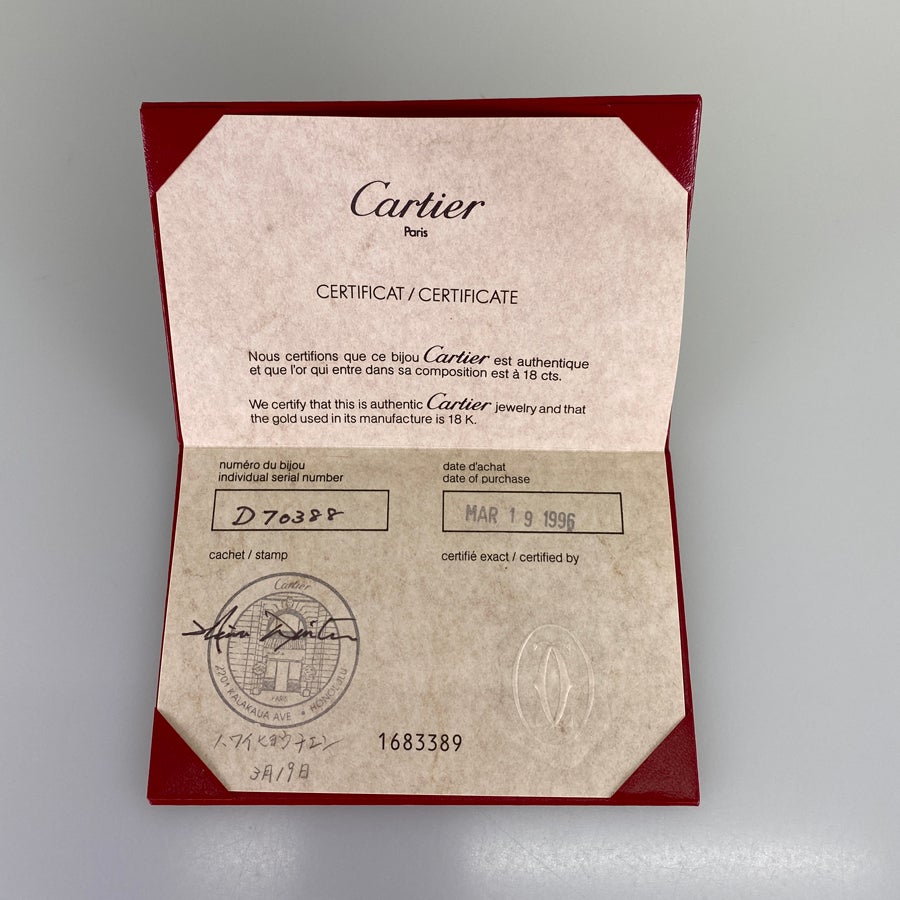 Cartier
Paris
CERTIFICAT / CERTIFICATE
Nous certifions que ce bijou Cartier est authentique
et que l'or qui entre dans sa composition est à 18 cts.
We certify that this is authentic Cartier jewelry and that
the gold used in its manufacture is 18 K.
numéro du bijou
individual serial number
D70388
date d'achat
date of purchase
MAR 19 1996
cachet / stamp
certifié exact / certified by
Cartier
PARIS
2201 KALAKAUA AVE • HONOLULU
1683389
3月19日